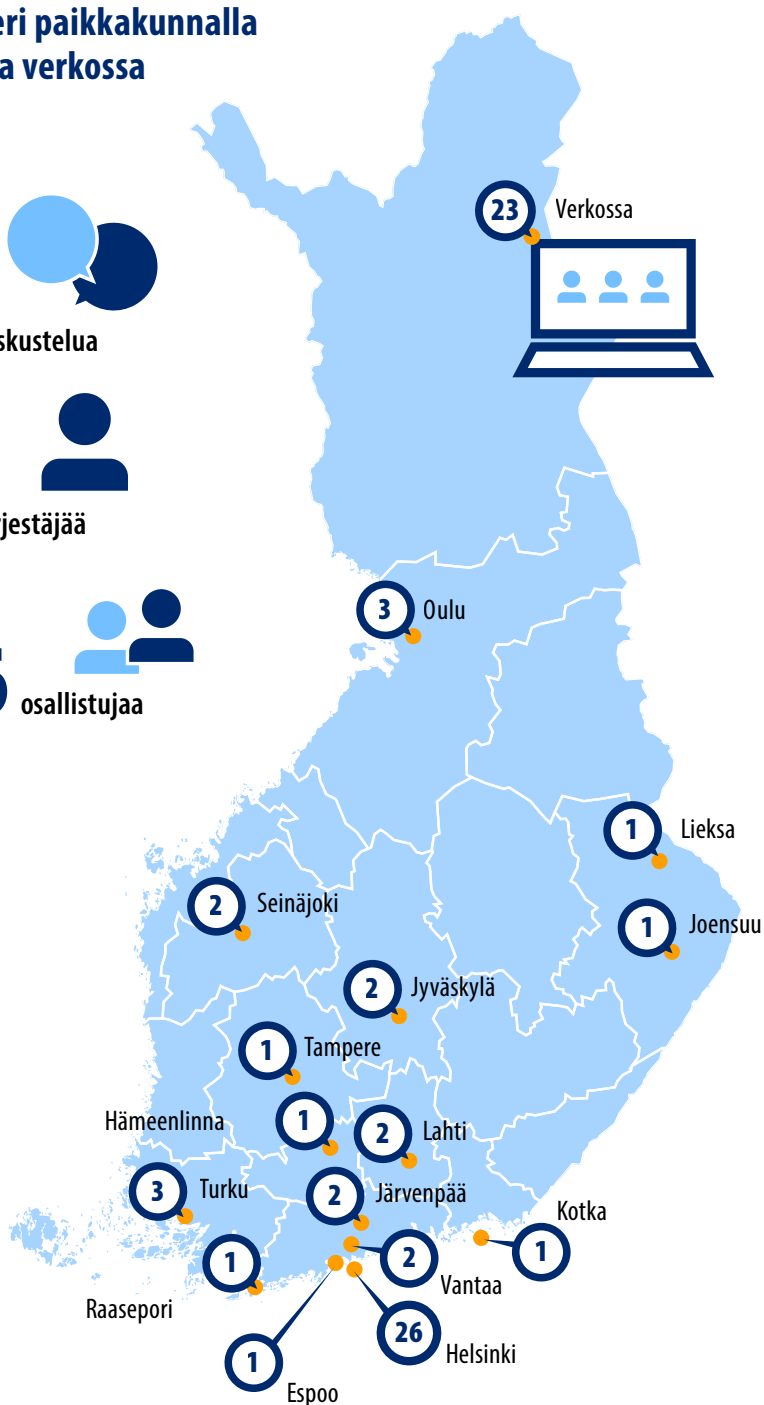 eri paikkakunnalla
a verkossa
23 Verkossa
skustelua
jestäjää
3 Oulu
osallistujaa
1 Lieksa
2 Seinäjoki
1 Joensuu
2 Jyväskylä
1 Tampere
Hämeenlinna 1
2 Lahti
3 Turku
2 Järvenpää
Kotka
1
1
Raasepori
2
Vantaa
26
Helsinki
1
Espoo